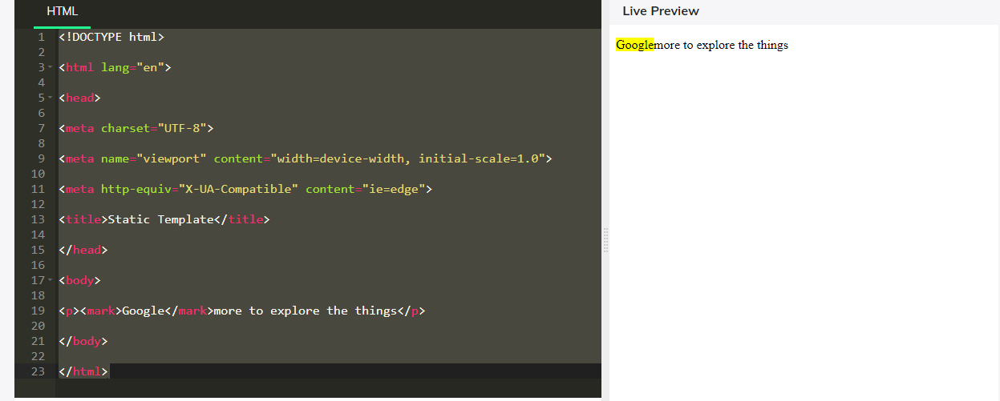 HTML
Live Preview
1 <!DOCTYPE html>
2
3 <html lang="en">
4
5 <head>
6
7 <meta charset="UTF-8">
8
9 <meta name="viewport" content="width=device-width, initial-scale=1.0">
10
11 <meta http-equiv="X-UA-Compatible" content="ie=edge">
12
13 <title>Static Template</title>
14
15 </head>
16
17 <body>
18
19 <p><mark>Google</mark>more to explore the things</p>
20
21 </body>
22
23 </html>
Googlemore to explore the things